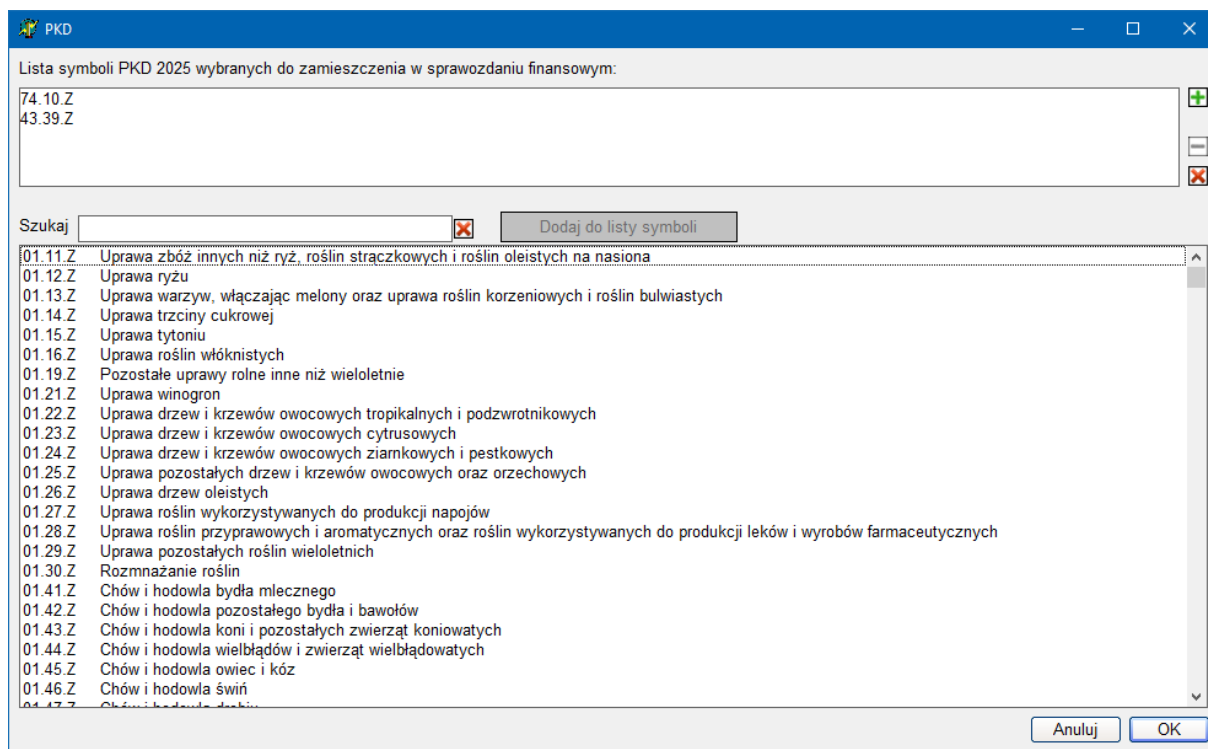 PKD
Lista symboli PKD 2025 wybranych do zamieszczenia w sprawozdaniu finansowym:
74.10.Z
43.39.Z
Szukaj
Dodaj do listy symboli
01.11.Z Uprawa zbóż innych niż ryż, roślin strączkowych i roślin oleistych na nasiona
01.12.Z Uprawa ryżu
01.13.Z Uprawa warzyw, włączając melony oraz uprawa roślin korzeniowych i roślin bulwiastych
01.14.Z Uprawa trzciny cukrowej
01.15.Z Uprawa tytoniu
01.16.Z Uprawa roślin włóknistych
01.19.Z Pozostałe uprawy rolne inne niż wieloletnie
01.21.Z Uprawa winogron
01.22.Z Uprawa drzew i krzewów owocowych tropikalnych i podzwrotnikowych
01.23.Z Uprawa drzew i krzewów owocowych cytrusowych
01.24.Z Uprawa drzew i krzewów owocowych ziarnkowych i pestkowych
01.25.Z Uprawa pozostałych drzew i krzewów owocowych oraz orzechowych
01.26.Z Uprawa drzew oleistych
01.27.Z Uprawa roślin wykorzystywanych do produkcji napojów
01.28.Z Uprawa roślin przyprawowych i aromatycznych oraz roślin wykorzystywanych do produkcji leków i wyrobów farmaceutycznych
01.29.Z Uprawa pozostałych roślin wieloletnich
01.30.Z Rozmnażanie roślin
01.41.Z Chów i hodowla bydła mlecznego
01.42.Z Chów i hodowla pozostałego bydła i bawołów
01.43.Z Chów i hodowla koni i pozostałych zwierząt koniowatych
01.44.Z Chów i hodowla wielbłądów i zwierząt wielbłądowatych
01.45.Z Chów i hodowla owiec i kóz
01.46.Z Chów i hodowla świń
01.47.Z Chów i hodowla drobiu
Anuluj
OK